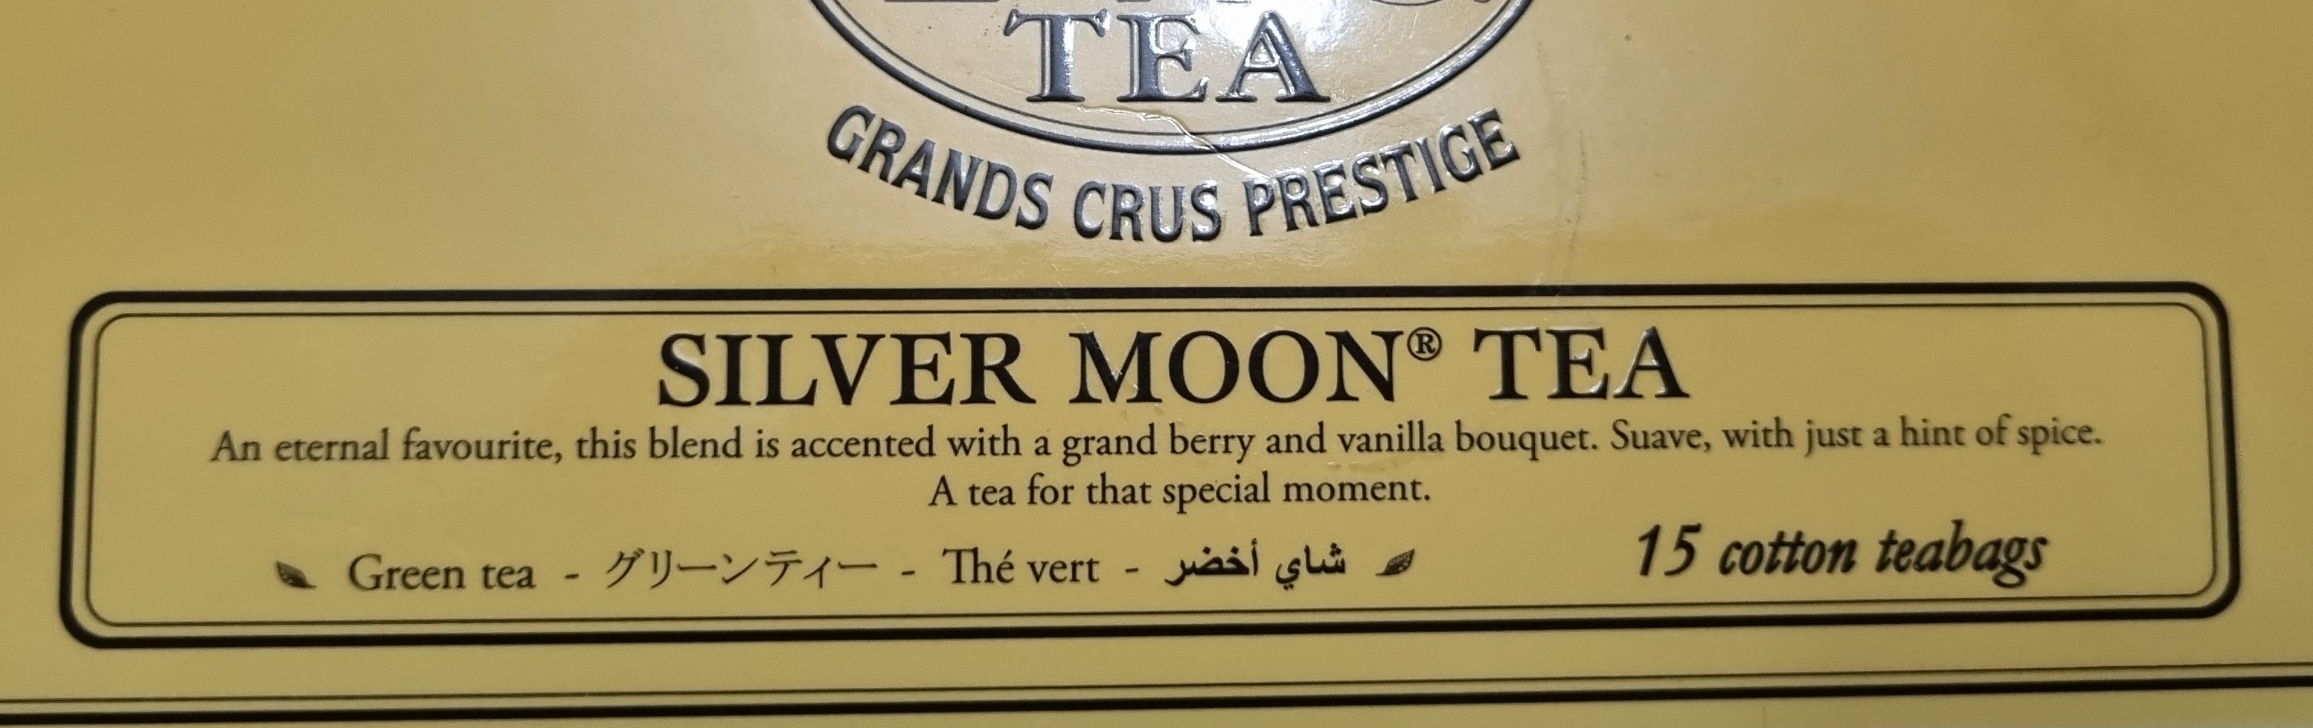 TEA
GRANDS CRUS PRESTIGE
SILVER MOON® TEA
An eternal favourite, this blend is accented with a grand berry and vanilla bouquet. Suave, with just a hint of spice.
A tea for that special moment.
Green tea - グリーンティー - Thé vert - شاي أخضر
15 cotton teabags